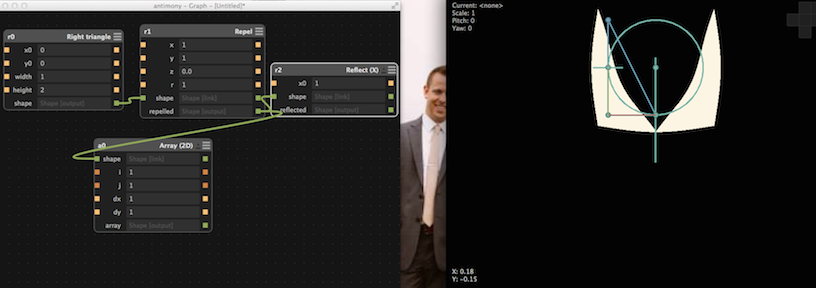 antimony - Graph - [Untitled]*
r0 Right triangle
x0 0
y0 0
width 1
height 2
shape Shape [output]
r1 Repel
x 1
y 1
z 0.0
r 1
shape Shape [link]
repelled Shape [output]
r2 Reflect (X)
x0 1
shape Shape [link]
reflected Shape [output]
a0 Array (2D)
shape Shape [link]
i 1
j 1
dx 1
dy 1
array Shape [output]
Current: <none>
Scale: 1
Pitch: 0
Yaw: 0
X: 0.18
Y: -0.15